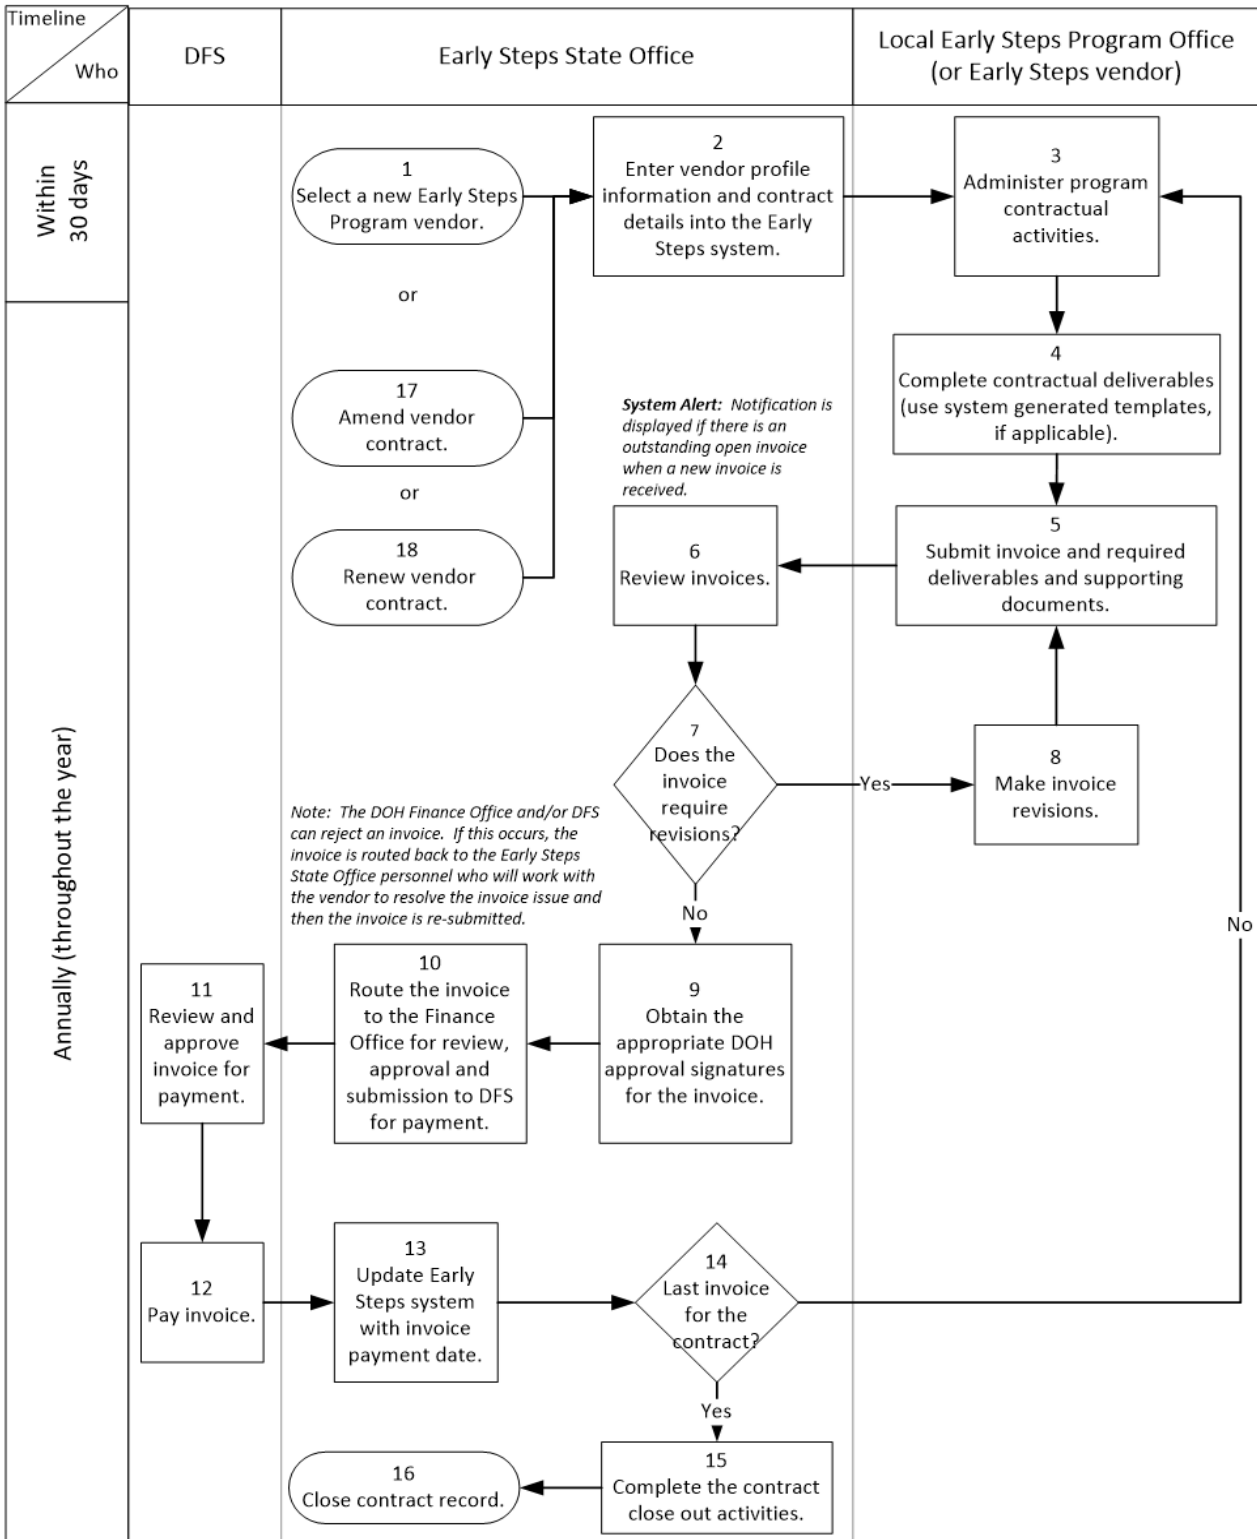 Timeline
Who
DFS
Early Steps State Office
Local Early Steps Program Office
(or Early Steps vendor)
Within
30 days
1
Select a new Early Steps
Program vendor.
2
Enter vendor profile
information and contract
details into the Early
Steps system.
3
Administer program
contractual
activities.
or
17
Amend vendor
contract.
or
18
Renew vendor
contract.
4
Complete contractual deliverables
(use system generated templates,
if applicable).
System Alert:  Notification is
displayed if there is an
outstanding open invoice
when a new invoice is
received.
5
Submit invoice and required
deliverables and supporting
documents.
6
Review invoices.
Annually (throughout the year)
7
Does the
invoice
require
revisions?
Yes
8
Make invoice
revisions.
Note:  The DOH Finance Office and/or DFS
can reject an invoice.  If this occurs, the
invoice is routed back to the Early Steps
State Office personnel who will work with
the vendor to resolve the invoice issue and
then the invoice is re-submitted.
No
No
9
Obtain the
appropriate DOH
approval signatures
for the invoice.
10
Route the invoice
to the Finance
Office for review,
approval and
submission to DFS
for payment.
11
Review and
approve
invoice for
payment.
12
Pay invoice.
13
Update Early
Steps system
with invoice
payment date.
14
Last invoice
for the
contract?
Yes
15
Complete the contract
close out activities.
16
Close contract record.